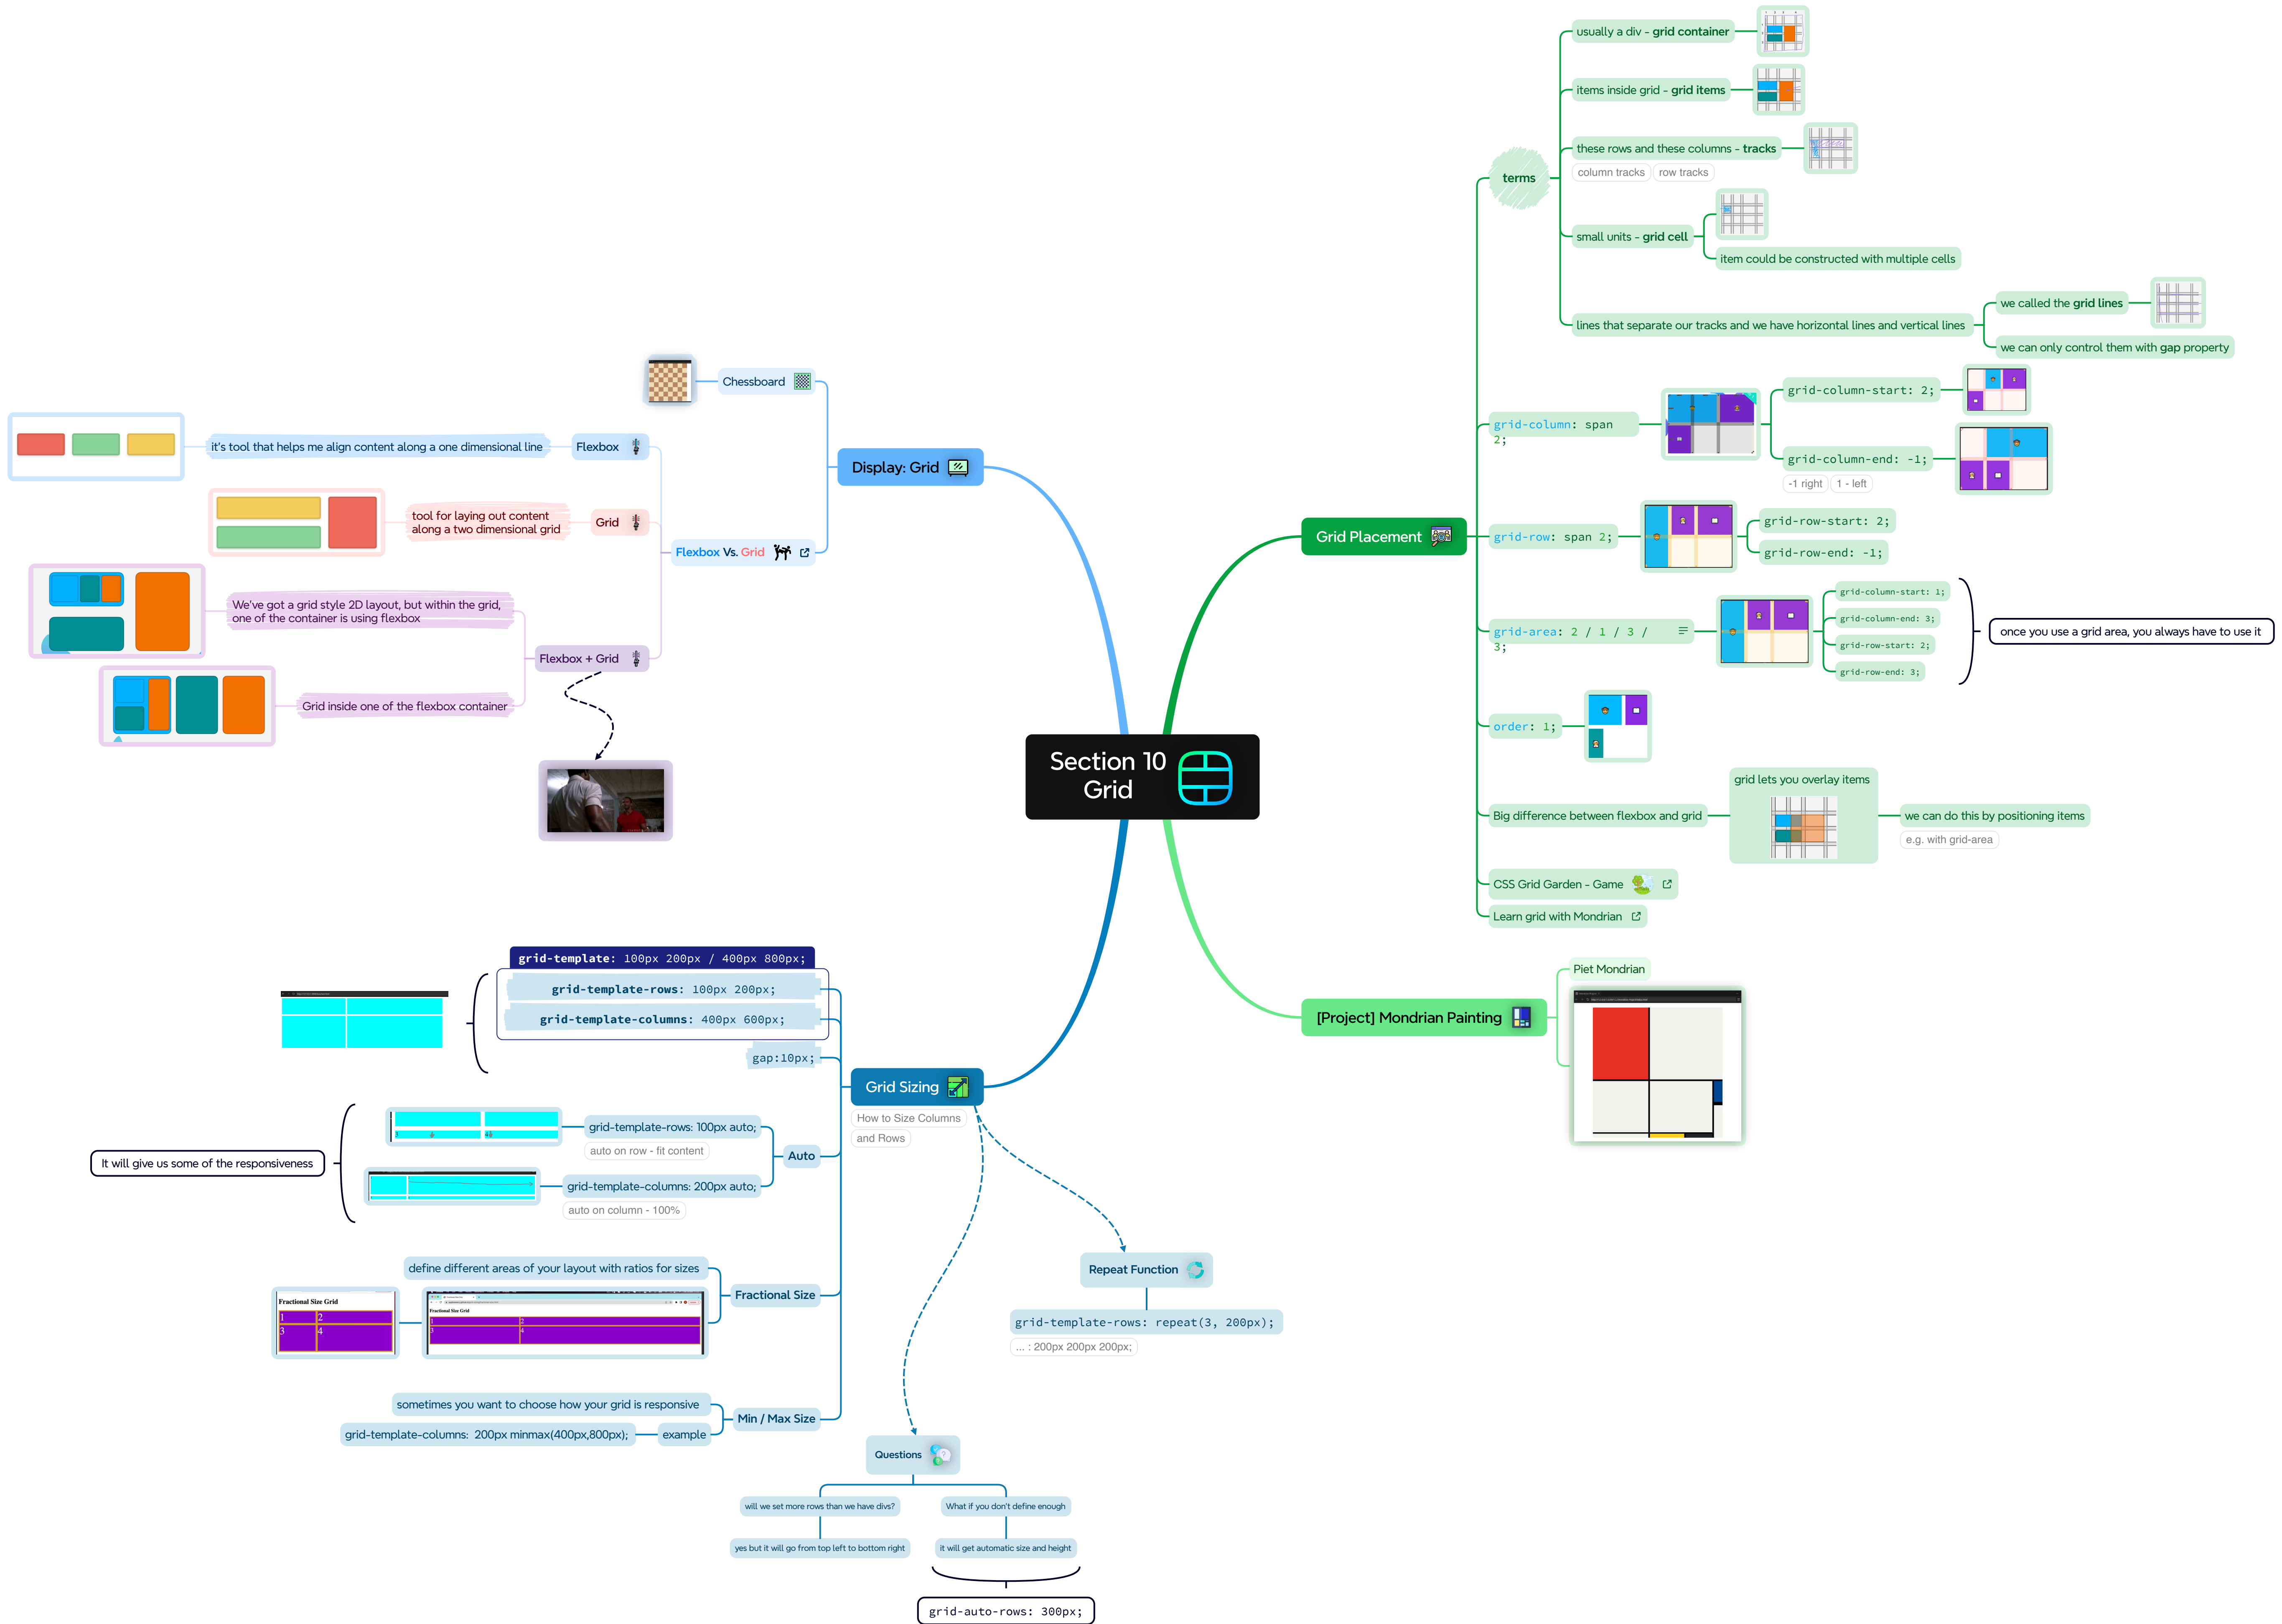 Section 10
Grid
Display: Grid
Chessboard
Flexbox Vs. Grid
Flexbox
it's tool that helps me align content along a one dimensional line
Grid
tool for laying out content
along a two dimensional grid
Flexbox + Grid
We've got a grid style 2D layout, but within the grid,
one of the container is using flexbox
Grid inside one of the flexbox container
Grid Placement
terms
usually a div - grid container
items inside grid - grid items
these rows and these columns - tracks
column tracks
row tracks
small units - grid cell
item could be constructed with multiple cells
lines that separate our tracks and we have horizontal lines and vertical lines
we called the grid lines
we can only control them with gap property
grid-column: span
2;
grid-column-start: 2;
grid-column-end: -1;
-1 right
1 - left
grid-row: span 2;
grid-row-start: 2;
grid-row-end: -1;
grid-area: 2 / 1 / 3 /
3;
grid-column-start: 1;
grid-column-end: 3;
grid-row-start: 2;
grid-row-end: 3;
once you use a grid area, you always have to use it
order: 1;
Big difference between flexbox and grid
grid lets you overlay items
we can do this by positioning items
e.g. with grid-area
CSS Grid Garden - Game
Learn grid with Mondrian
[Project] Mondrian Painting
Piet Mondrian
Grid Sizing
How to Size Columns
and Rows
grid-template: 100px 200px / 400px 800px;
grid-template-rows: 100px 200px;
grid-template-columns: 400px 600px;
gap:10px;
Auto
grid-template-rows: 100px auto;
auto on row - fit content
grid-template-columns: 200px auto;
auto on column - 100%
It will give us some of the responsiveness
Fractional Size
define different areas of your layout with ratios for sizes
Fractional Size Grid
1
2
3
4
Fractional Size Grid
1
2
3
4
Min / Max Size
sometimes you want to choose how your grid is responsive
example
grid-template-columns:  200px minmax(400px,800px);
Repeat Function
grid-template-rows: repeat(3, 200px);
... : 200px 200px 200px;
Questions
will we set more rows than we have divs?
yes but it will go from top left to bottom right
What if you don't define enough
it will get automatic size and height
grid-auto-rows: 300px;